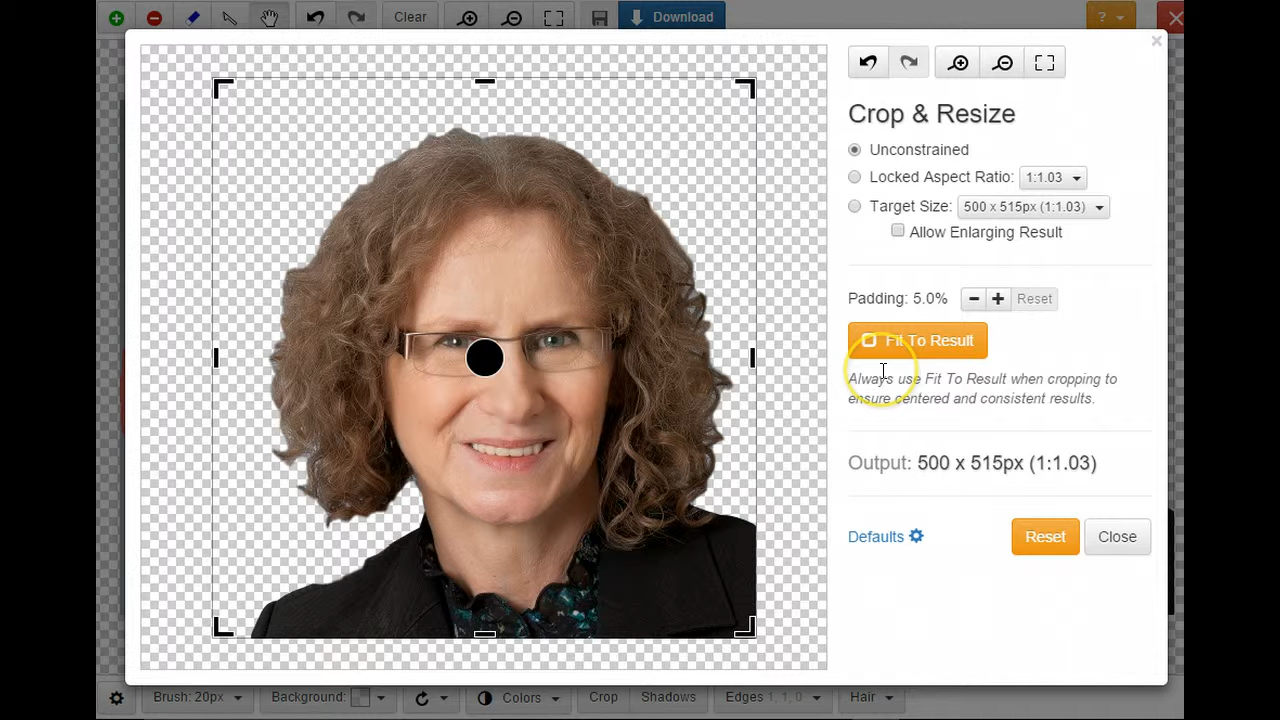 Clear
Download
?
×
Crop & Resize
Unconstrained
Locked Aspect Ratio: 1:1.03
Target Size: 500 x 515px (1:1.03)
Allow Enlarging Result
Padding: 5.0% Reset
Fit To Result
Always use Fit To Result when cropping to
ensure centered and consistent results.
Output: 500 x 515px (1:1.03)
Defaults Reset Close
Brush: 20px Background: Colors Crop Shadows Edges 1, 1, 0 Hair